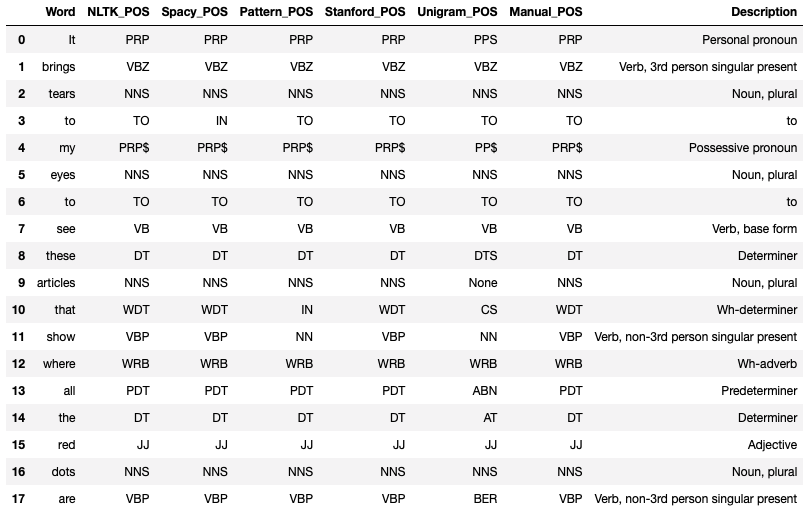 Word NLTK_POS Spacy_POS Pattern_POS Stanford_POS Unigram_POS Manual_POS Description
0 It PRP PRP PRP PRP PPS PRP Personal pronoun
1 brings VBZ VBZ VBZ VBZ VBZ VBZ Verb, 3rd person singular present
2 tears NNS NNS NNS NNS NNS NNS Noun, plural
3 to TO IN TO TO TO TO to
4 my PRP$ PRP$ PRP$ PRP$ PP$ PRP$ Possessive pronoun
5 eyes NNS NNS NNS NNS NNS NNS Noun, plural
6 to TO TO TO TO TO TO to
7 see VB VB VB VB VB VB Verb, base form
8 these DT DT DT DT DTS DT Determiner
9 articles NNS NNS NNS NNS None NNS Noun, plural
10 that WDT WDT IN WDT CS WDT Wh-determiner
11 show VBP VBP NN VBP NN VBP Verb, non-3rd person singular present
12 where WRB WRB WRB WRB WRB WRB Wh-adverb
13 all PDT PDT PDT PDT ABN PDT Predeterminer
14 the DT DT DT DT AT DT Determiner
15 red JJ JJ JJ JJ JJ JJ Adjective
16 dots NNS NNS NNS NNS NNS NNS Noun, plural
17 are VBP VBP VBP VBP BER VBP Verb, non-3rd person singular present